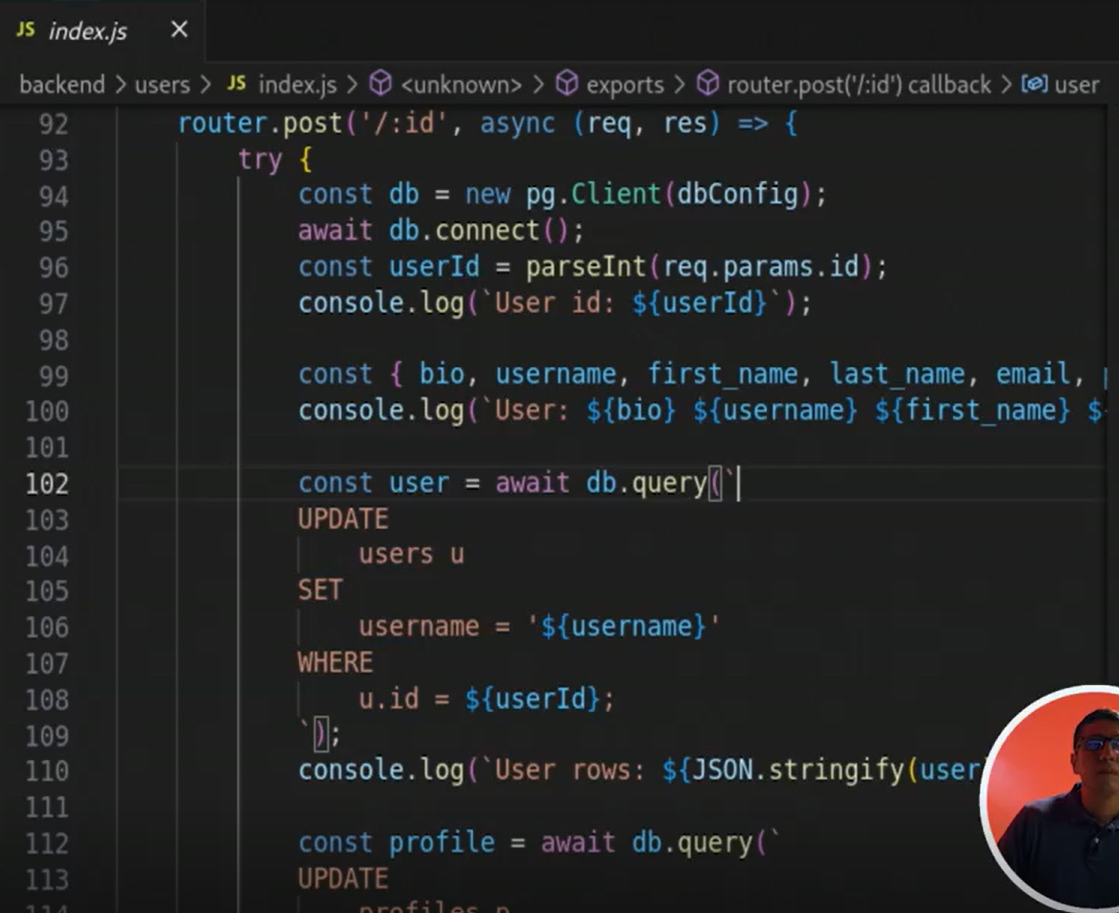 JS index.js
backend > users > JS index.js > <unknown> > exports > router.post('/:id') callback > user
92 router.post('/:id', async (req, res) => {
93 try {
94 const db = new pg.Client(dbConfig);
95 await db.connect();
96 const userId = parseInt(req.params.id);
97 console.log(`User id: ${userId}`);
98
99 const { bio, username, first_name, last_name, email,
100 console.log(`User: ${bio} ${username} ${first_name} $
101
102 const user = await db.query(`
103 UPDATE
104 users u
105 SET
106 username = '${username}'
107 WHERE
108 u.id = ${userId};
109 `);
110 console.log(`User rows: ${JSON.stringify(user
111
112 const profile = await db.query(`
113 UPDATE
114 profiles p